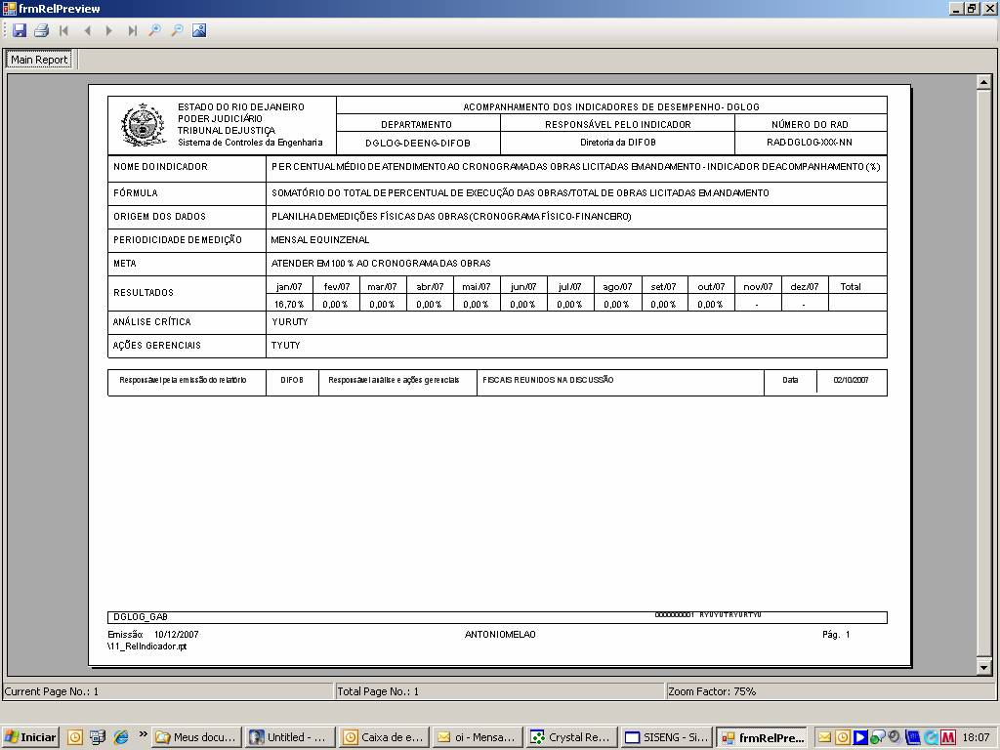 frmRelPreview
Main Report
ESTADO DO RIO DE JANEIRO
PODER JUDICIÁRIO
TRIBUNAL DE JUSTIÇA
Sistema de Controles da Engenharia
ACOMPANHAMENTO DOS INDICADORES DE DESEMPENHO- DGLOG
DEPARTAMENTO RESPONSÁVEL PELO INDICADOR NÚMERO DO RAD
DGLOG-DEENG-DIFOB Diretoria da DIFOB RAD-DGLOG-XXX-NN
NOME DO INDICADOR PERCENTUAL MÉDIO DE ATENDIMENTO AO CRONOGRAMA DAS OBRAS LICITADAS EM ANDAMENTO - INDICADOR DE ACOMPANHAMENTO (%)
FÓRMULA SOMATÓRIO DO TOTAL DE PERCENTUAL DE EXECUÇÃO DAS OBRAS/TOTAL DE OBRAS LICITADAS EM ANDAMENTO
ORIGEM DOS DADOS PLANILHA DE MEDIÇÕES FÍSICAS DAS OBRAS (CRONOGRAMA FÍSICO-FINANCEIRO)
PERIODICIDADE DE MEDIÇÃO MENSAL E QUINZENAL
META ATENDER EM 100 % AO CRONOGRAMA DAS OBRAS
RESULTADOS jan/07 fev/07 mar/07 abr/07 mai/07 jun/07 jul/07 ago/07 set/07 out/07 nov/07 dez/07 Total
16,70% 0,00% 0,00% 0,00% 0,00% 0,00% 0,00% 0,00% 0,00% 0,00% - -
ANÁLISE CRÍTICA YURUTY
AÇÕES GERENCIAIS TYUTY
Responsável pela emissão do relatório DIFOB Responsável análise e ações gerenciais FISCAIS REUNIDOS NA DISCUSSÃO Data 02/10/2007
DGLOG_GAB 0000000001 RYUYUTRYURTYU
Emissão: 10/12/2007 ANTONIOMELAO Pág. 1
\11_RelIndicador.rpt
Current Page No.: 1 Total Page No.: 1 Zoom Factor: 75%
Iniciar » Meus docu... Untitled - ... Caixa de e... oi - Mensa... Crystal Re... SISENG - Si... frmRelPre... 18:07